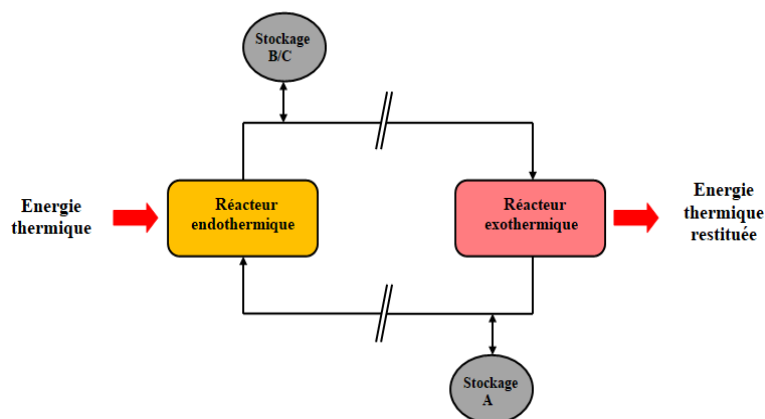 Stockage
B/C
Energie
thermique
Réacteur
endothermique
Réacteur
exothermique
Energie
thermique
restituée
Stockage
A